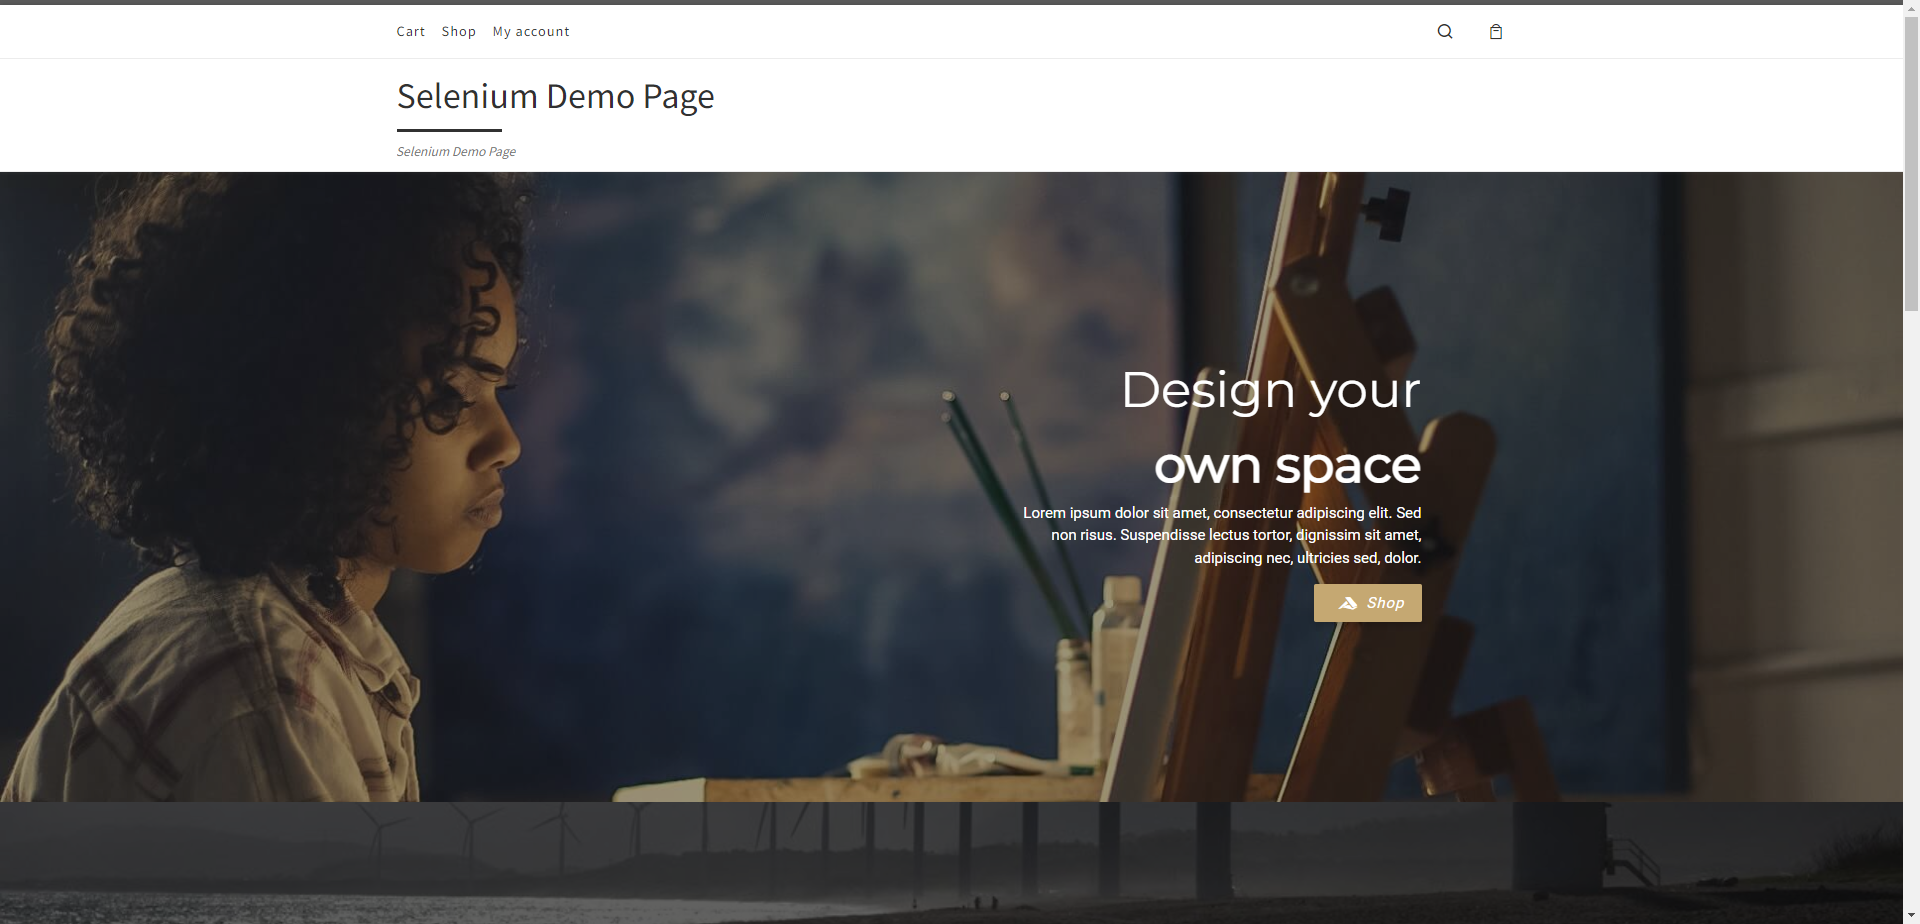 Cart Shop My account
Selenium Demo Page
Selenium Demo Page
Design your
own space
Lorem ipsum dolor sit amet, consectetur adipiscing elit. Sed
non risus. Suspendisse lectus tortor, dignissim sit amet,
adipiscing nec, ultricies sed, dolor.
Shop